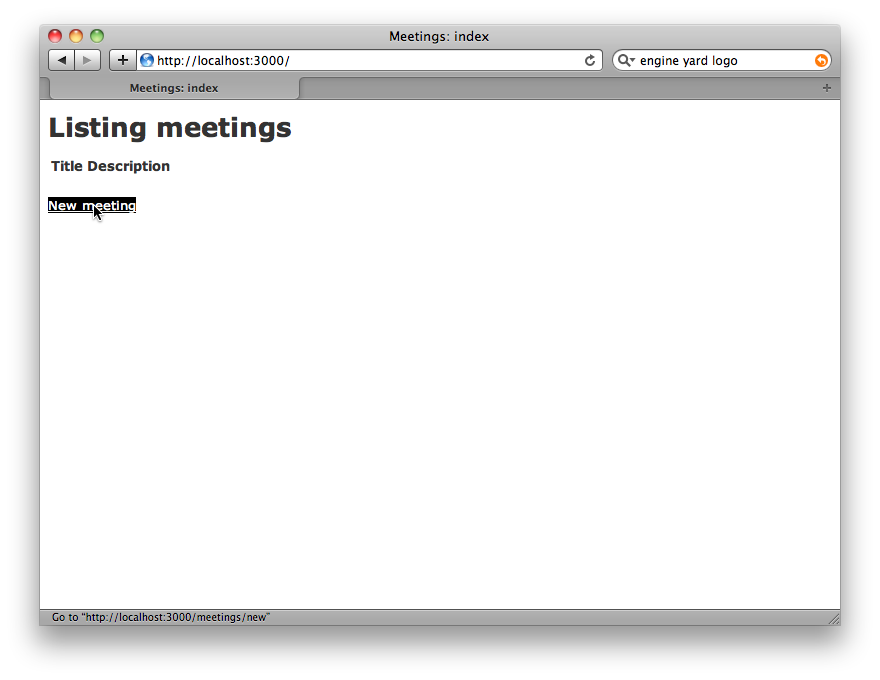 Meetings: index
http://localhost:3000/
engine yard logo
Meetings: index
Listing meetings
Title Description
New meeting
Go to "http://localhost:3000/meetings/new"